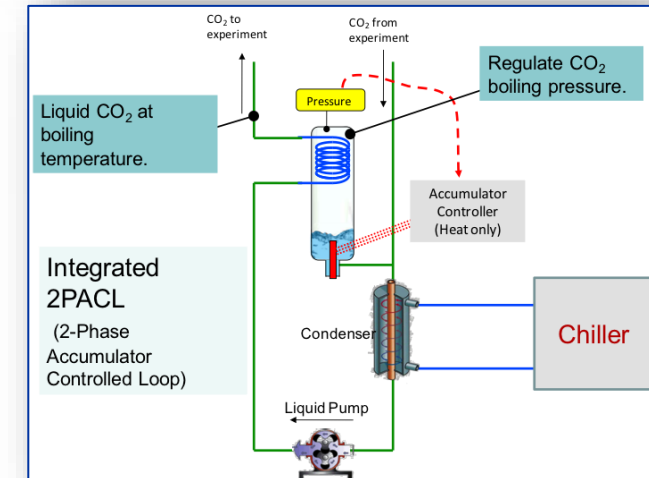 CO2 to
experiment
CO2 from
experiment
Regulate CO2
boiling pressure.
Pressure
Liquid CO2 at
boiling
temperature.
Accumulator
Controller
(Heat only)
Integrated
2PACL
(2-Phase
Accumulator
Controlled Loop)
Condenser
Chiller
Liquid Pump